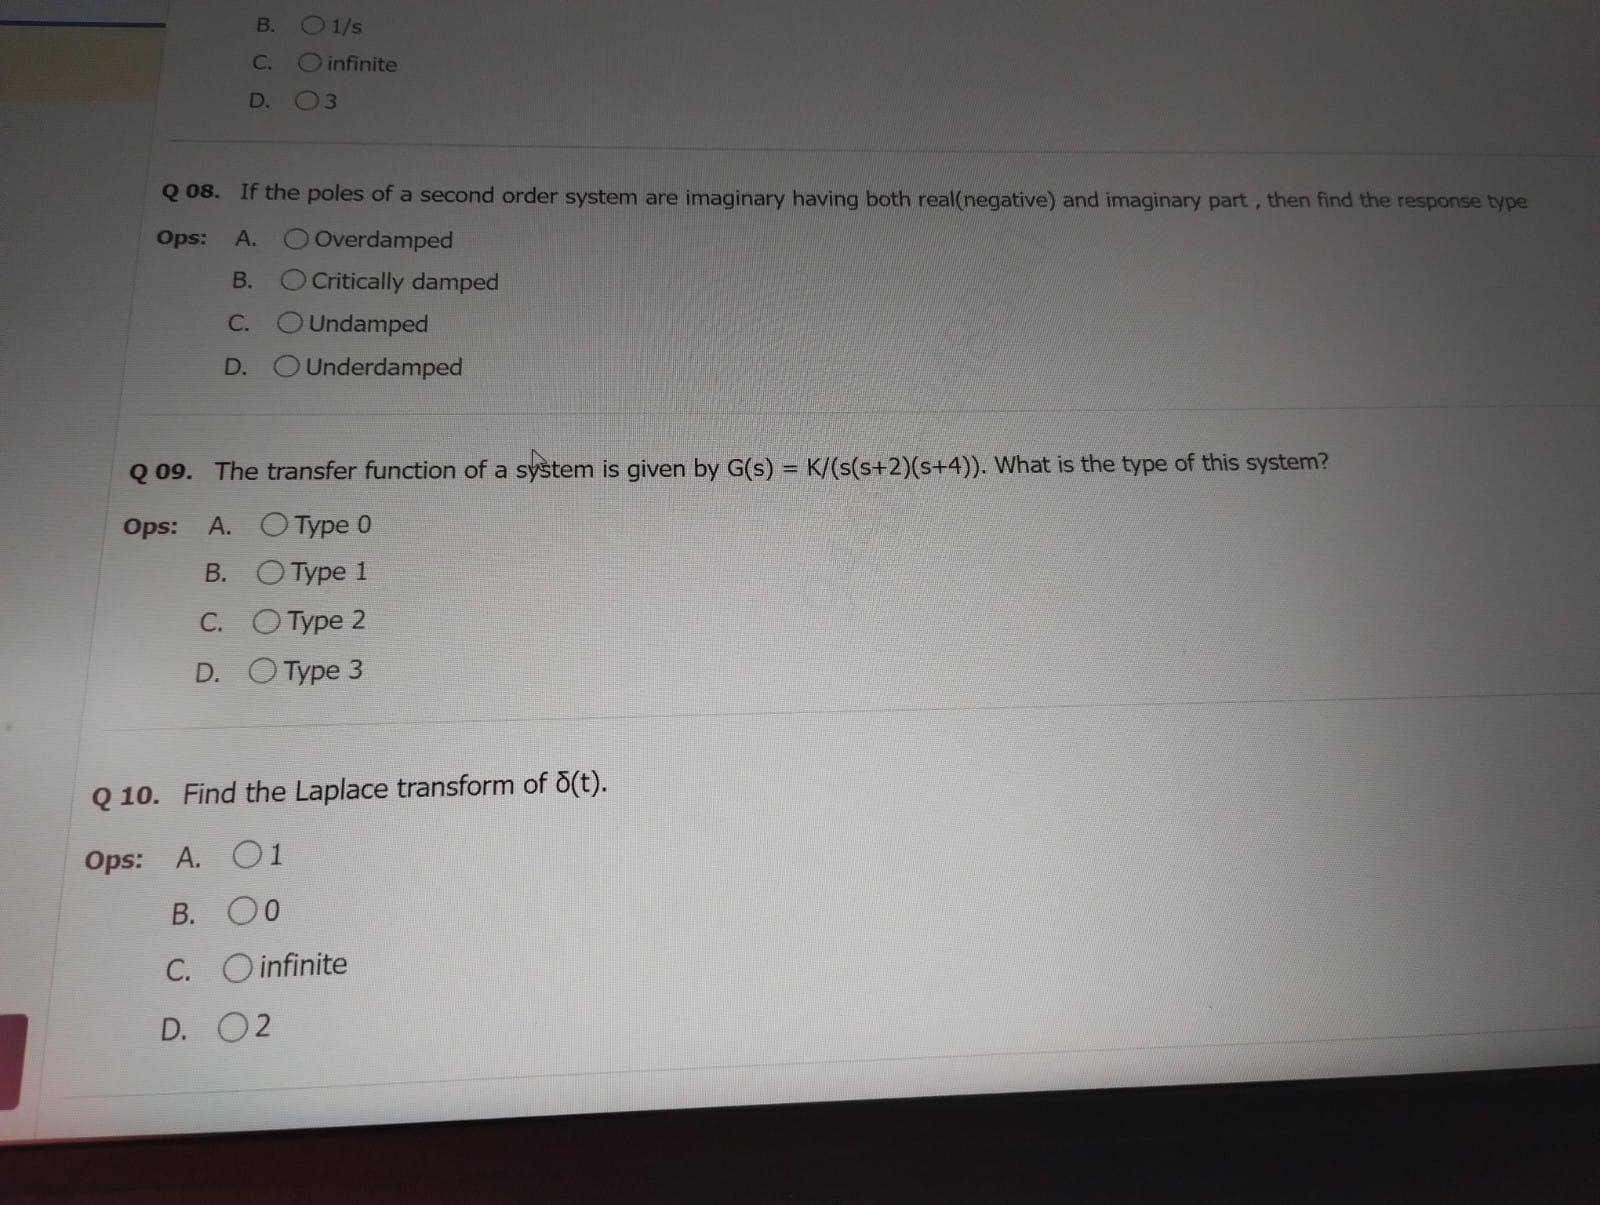 B. 1/s
C. infinite
D. 3
Q 08. If the poles of a second order system are imaginary having both real(negative) and imaginary part , then find the response type
Ops: A. Overdamped
B. Critically damped
C. Undamped
D. Underdamped
Q 09. The transfer function of a system is given by G(s) = K/(s(s+2)(s+4)). What is the type of this system?
Ops: A. Type 0
B. Type 1
C. Type 2
D. Type 3
Q 10. Find the Laplace transform of δ(t).
Ops: A. 1
B. 0
C. infinite
D. 2